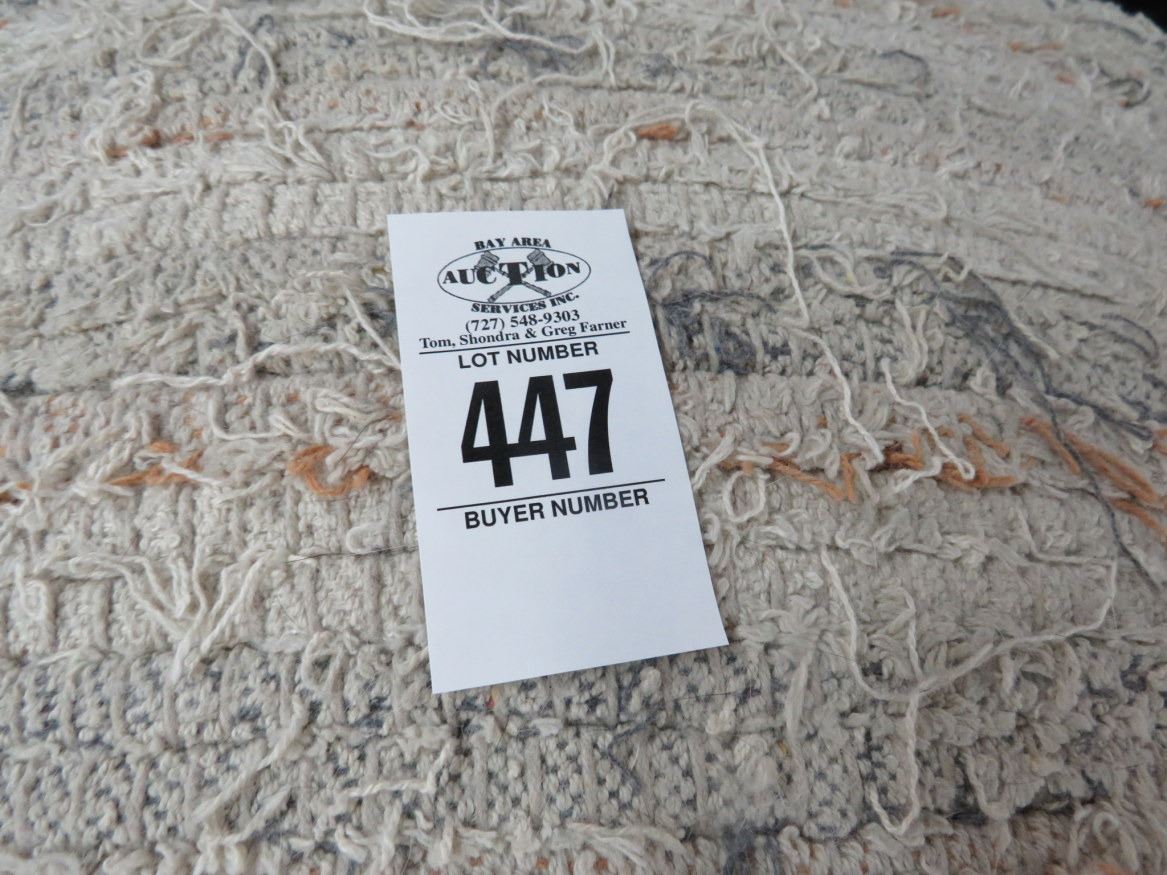 BAY AREA
AUCTION
SERVICES INC.
(727) 548-9303
Tom, Shondra & Greg Farner
LOT NUMBER
447
BUYER NUMBER